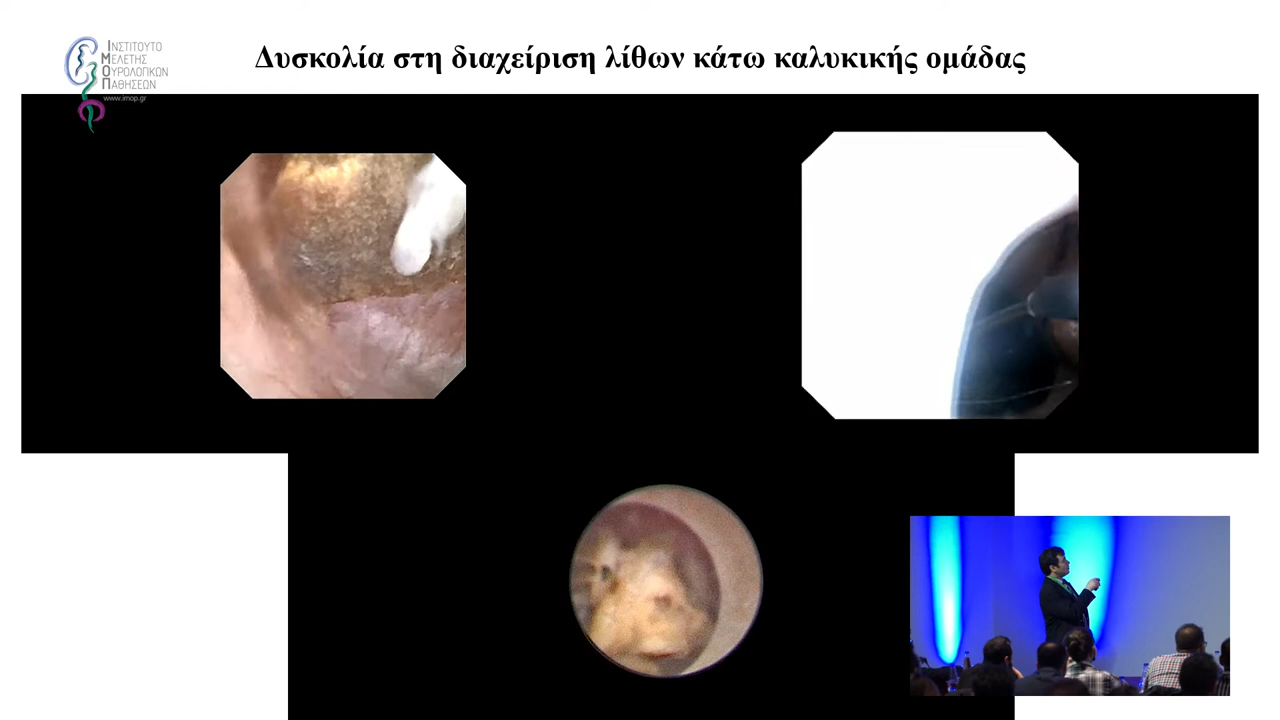 Δυσκολία στη διαχείριση λίθων κάτω καλυκικής ομάδας
ΙΝΣΤΙΤΟΥΤΟ
ΜΕΛΕΤΗΣ
ΟΥΡΟΛΟΓΙΚΩΝ
ΠΑΘΗΣΕΩΝ
www.imop.gr